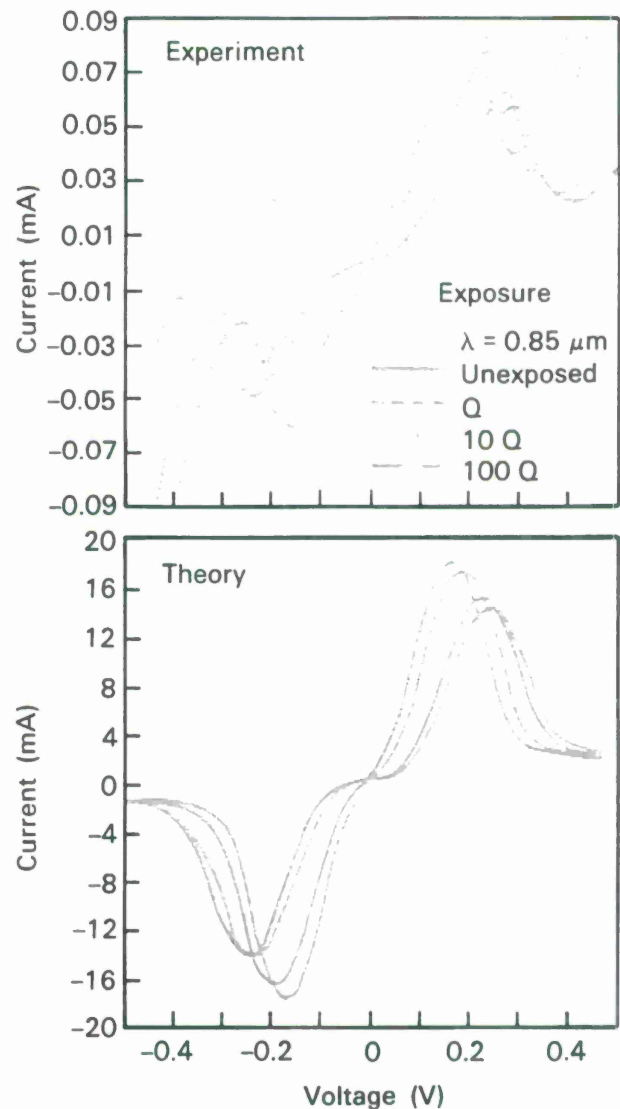 0.09
Experiment
0.07
0.05
0.03
0.01
−0.01
−0.03
−0.05
−0.07
−0.09
Current (mA)
Exposure
λ = 0.85 μm
Unexposed
Q
10 Q
100 Q
20
Theory
16
12
8
4
0
−4
−8
−12
−16
−20
Current (mA)
−0.4 −0.2 0 0.2 0.4
Voltage (V)